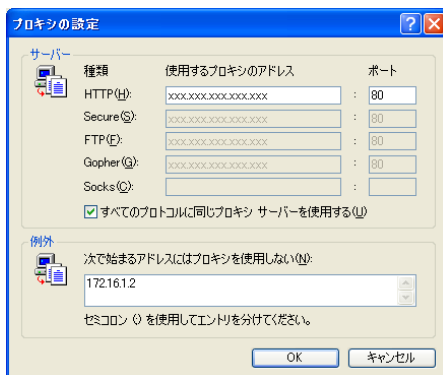 プロキシの設定
サーバー
種類 使用するプロキシのアドレス ポート
HTTP(H): xxx.xxx.xxx.xxx.xxx : 80
Secure(S): xxx.xxx.xxx.xxx.xxx : 80
FTP(F): xxx.xxx.xxx.xxx.xxx : 80
Gopher(G): xxx.xxx.xxx.xxx.xxx : 80
Socks(C): :
すべてのプロトコルに同じプロキシ サーバーを使用する(U)
例外
次で始まるアドレスにはプロキシを使用しない(N):
172.16.1.2
セミコロン (;) を使用してエントリを分けてください。
OK キャンセル